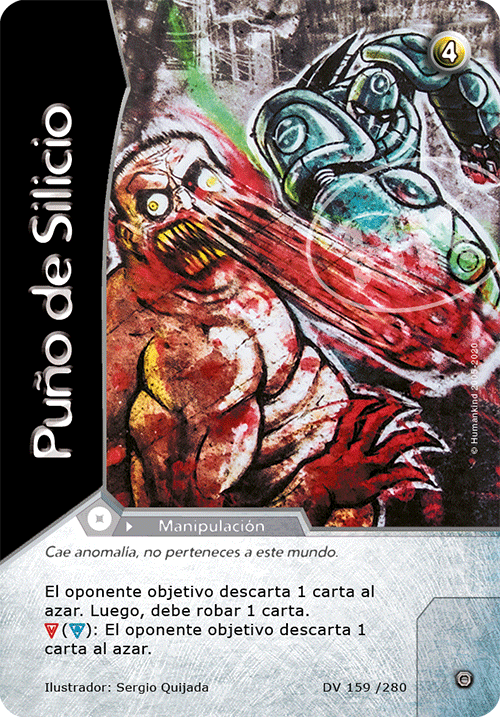 4
Puño de Silicio
© Humankind 2005-2020
Manipulación
Cae anomalía, no perteneces a este mundo.
El oponente objetivo descarta 1 carta al
azar. Luego, debe robar 1 carta.
( ): El oponente objetivo descarta 1
carta al azar.
Ilustrador: Sergio Quijada
DV 159 /280